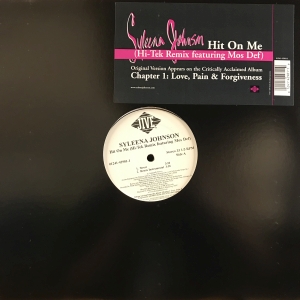 Syleena Johnson Hit On Me
(Hi-Tek Remix featuring Mos Def)
Original Version Appears on the Critically Acclaimed Album
Chapter 1: Love, Pain & Forgiveness
JIVE
SYLEENA JOHNSON
Hit On Me (Hi-Tek Remix featuring Mos Def)
Side A